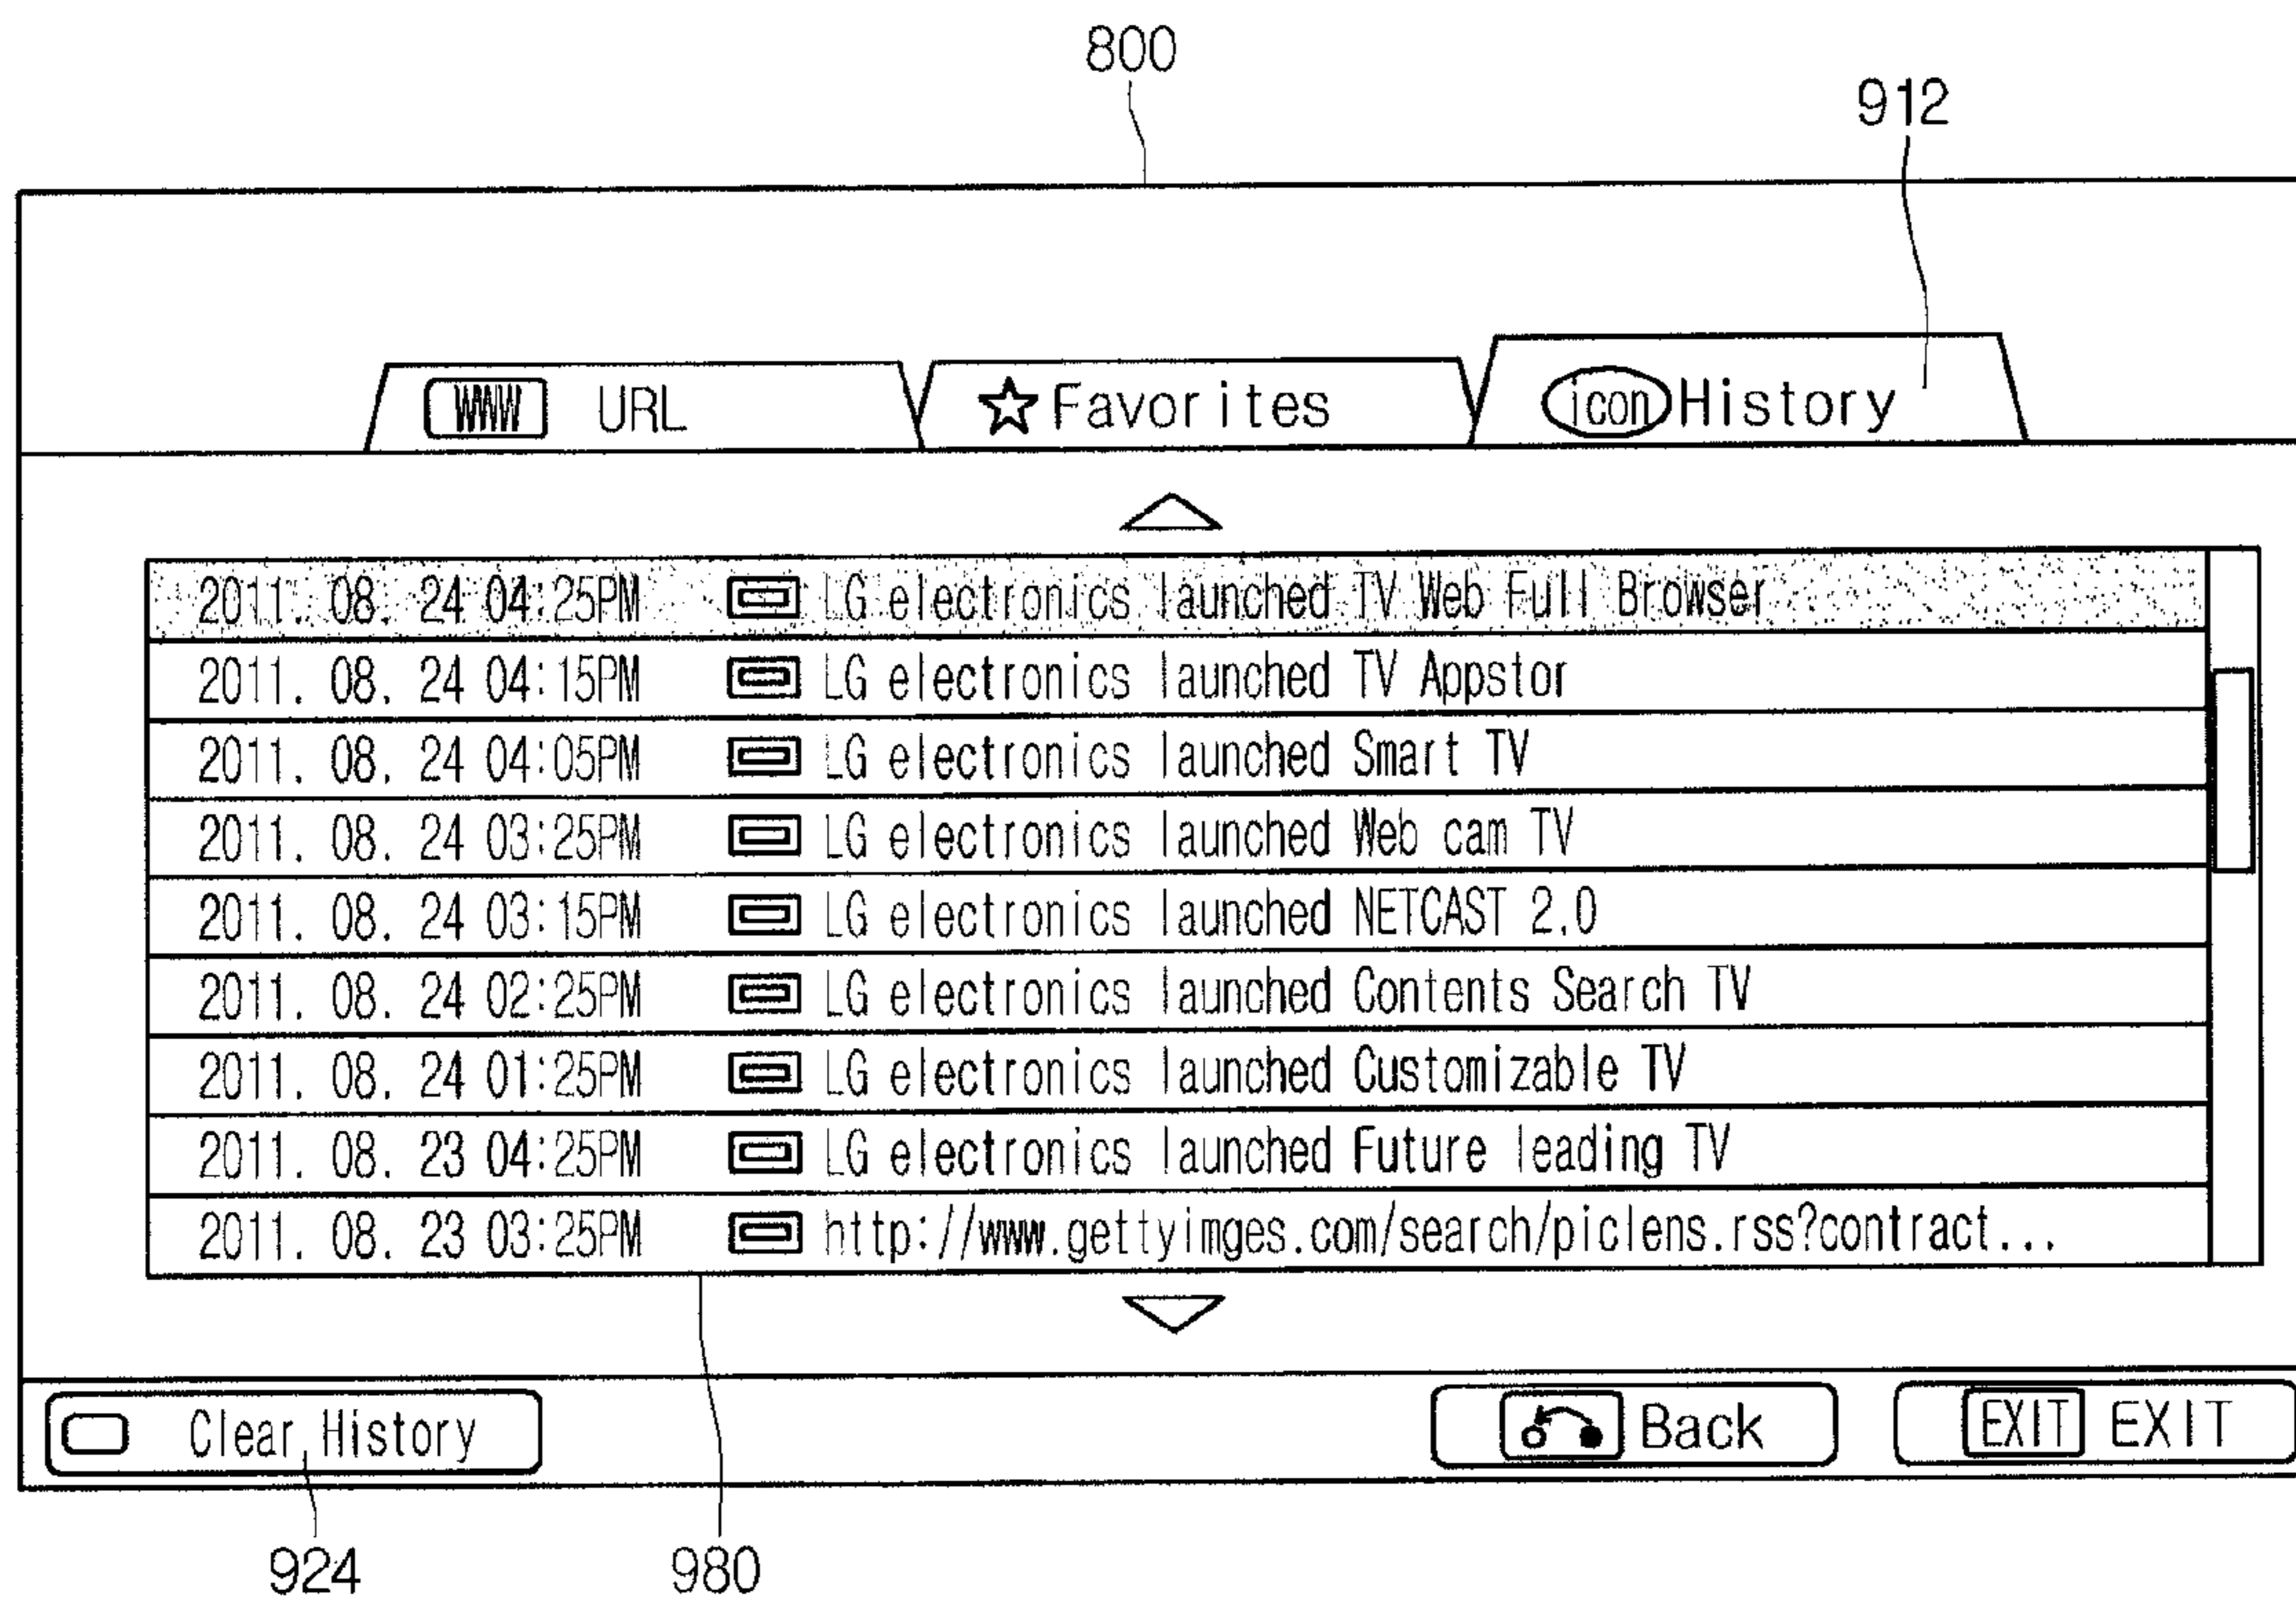 800
912
WWW URL ☆Favorites icon History
2011. 08. 24 04:25PM LG electronics launched TV Web Full Browser
2011. 08. 24 04:15PM LG electronics launched TV Appstor
2011. 08. 24 04:05PM LG electronics launched Smart TV
2011. 08. 24 03:25PM LG electronics launched Web cam TV
2011. 08. 24 03:15PM LG electronics launched NETCAST 2.0
2011. 08. 24 02:25PM LG electronics launched Contents Search TV
2011. 08. 24 01:25PM LG electronics launched Customizable TV
2011. 08. 23 04:25PM LG electronics launched Future leading TV
2011. 08. 23 03:25PM http://www.gettyimges.com/search/piclens.rss?contract...
Clear History Back EXIT EXIT
924 980